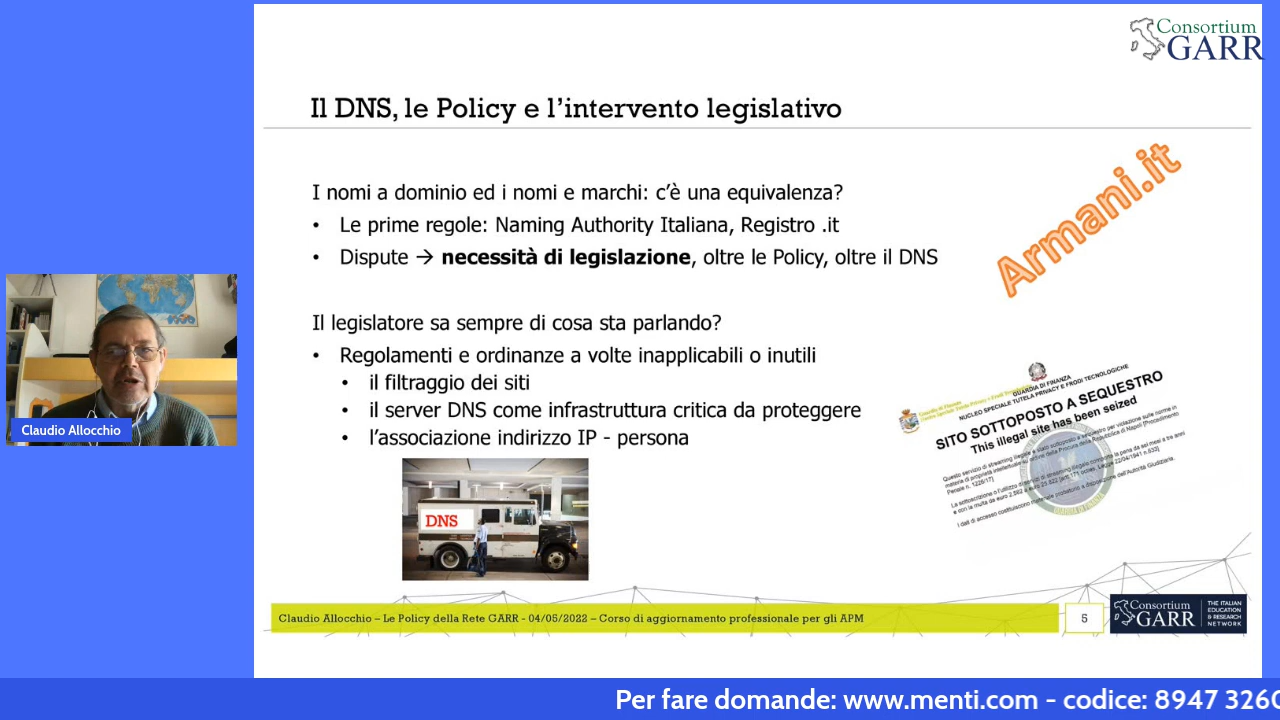 Consortium
GARR
Il DNS, le Policy e l'intervento legislativo
I nomi a dominio ed i nomi e marchi: c'è una equivalenza?
• Le prime regole: Naming Authority Italiana, Registro .it
• Dispute → necessità di legislazione, oltre le Policy, oltre il DNS
Armani.it
Il legislatore sa sempre di cosa sta parlando?
• Regolamenti e ordinanze a volte inapplicabili o inutili
• il filtraggio dei siti
• il server DNS come infrastruttura critica da proteggere
• l'associazione indirizzo IP - persona
GUARDIA DI FINANZA
NUCLEO SPECIALE TUTELA PRIVACY E FRODI TECNOLOGICHE
SITO SOTTOPOSTO A SEQUESTRO
This illegal site has been seized
DNS
Claudio Allocchio
Claudio Allocchio – Le Policy della Rete GARR - 04/05/2022 – Corso di aggiornamento professionale per gli APM
5
Consortium
GARR
THE ITALIAN
EDUCATION
& RESEARCH
NETWORK
Per fare domande: www.menti.com - codice: 8947 3260